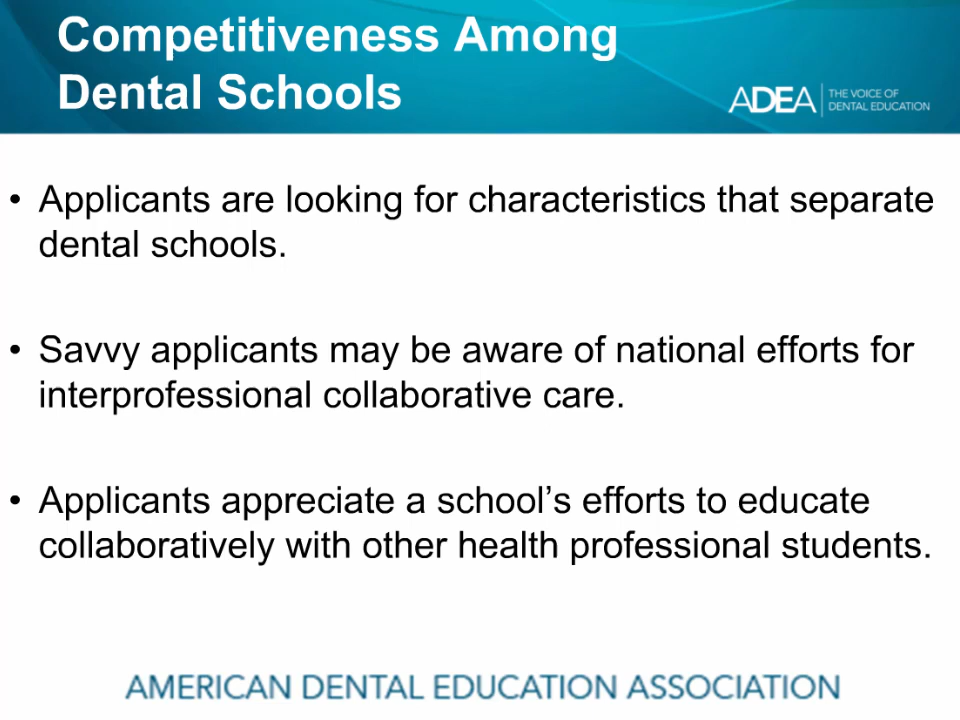 Competitiveness Among
Dental Schools
ADEA
THE VOICE OF
DENTAL EDUCATION
• Applicants are looking for characteristics that separate
dental schools.
• Savvy applicants may be aware of national efforts for
interprofessional collaborative care.
• Applicants appreciate a school’s efforts to educate
collaboratively with other health professional students.
AMERICAN DENTAL EDUCATION ASSOCIATION